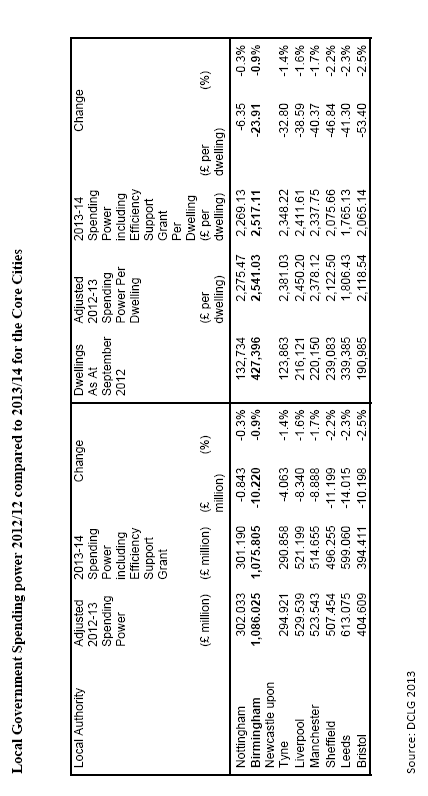 Local Government Spending power 2012/12 compared to 2013/14 for the Core Cities
Local Authority Adjusted 2012-13 Spending Power 2013-14 Spending Power including Efficiency Support Grant Change Dwellings As At September 2012 Adjusted 2012-13 Spending Power Per Dwelling 2013-14 Spending Power including Efficiency Support Grant Per Dwelling Change
(£ million) (£ million) (£ million) (%) (£ per dwelling) (£ per dwelling) (£ per dwelling) (%)
Nottingham 302.033 301.190 -0.843 -0.3% 132,734 2,275.47 2,269.13 -6.35 -0.3%
Birmingham 1,086.025 1,075.805 -10.220 -0.9% 427,396 2,541.03 2,517.11 -23.91 -0.9%
Newcastle upon
Tyne 294.921 290.858 -4.063 -1.4% 123,863 2,381.03 2,348.22 -32.80 -1.4%
Liverpool 529.539 521.199 -8.340 -1.6% 216,121 2,450.20 2,411.61 -38.59 -1.6%
Manchester 523.543 514.655 -8.888 -1.7% 220,150 2,378.12 2,337.75 -40.37 -1.7%
Sheffield 507.454 496.255 -11.199 -2.2% 239,083 2,122.50 2,075.66 -46.84 -2.2%
Leeds 613.075 599.060 -14.015 -2.3% 339,385 1,806.43 1,765.13 -41.30 -2.3%
Bristol 404.609 394.411 -10.198 -2.5% 190,985 2,118.54 2,065.14 -53.40 -2.5%
Source: DCLG 2013